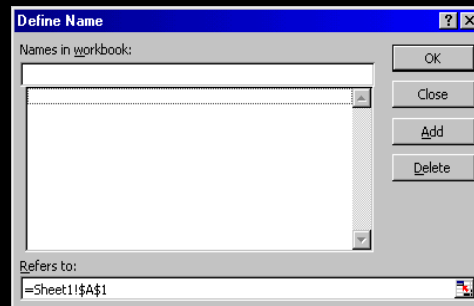 Define Name
Names in workbook:
OK
Close
Add
Delete
Refers to:
=Sheet1!$A$1